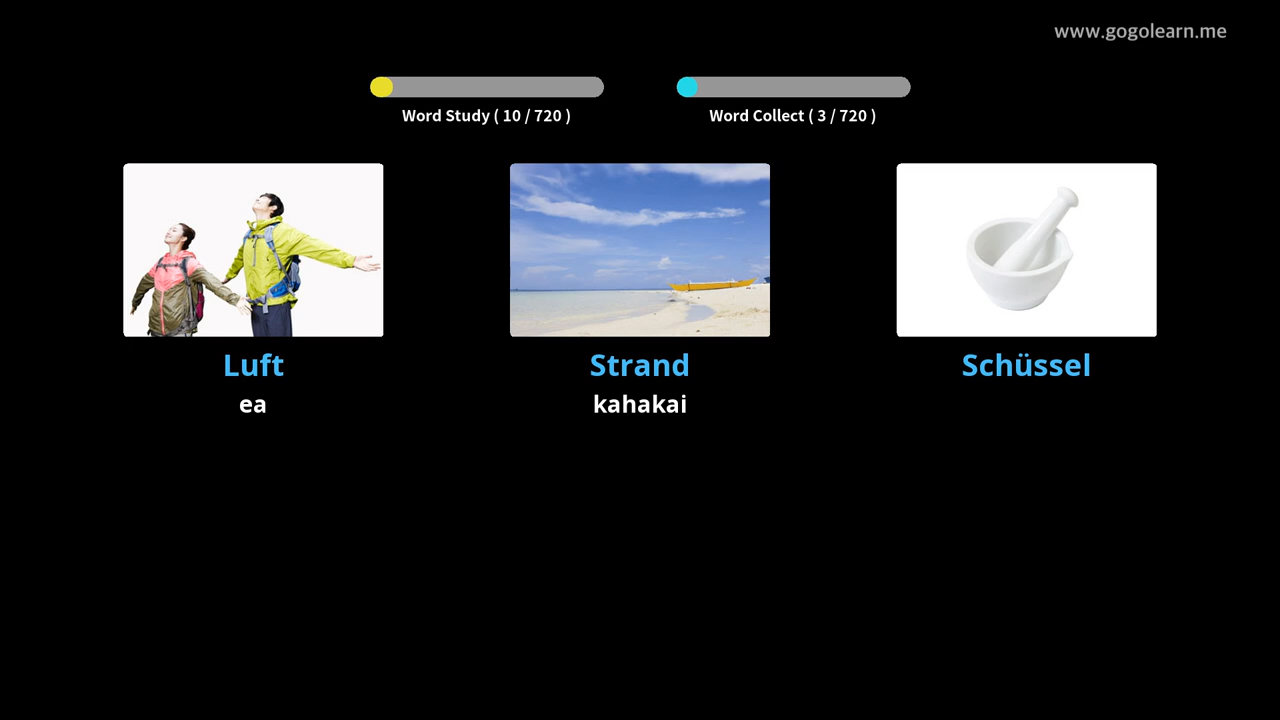 www.gogolearn.me
Word Study ( 10 / 720 )
Word Collect ( 3 / 720 )
Luft
Strand
Schüssel
ea
kahakai